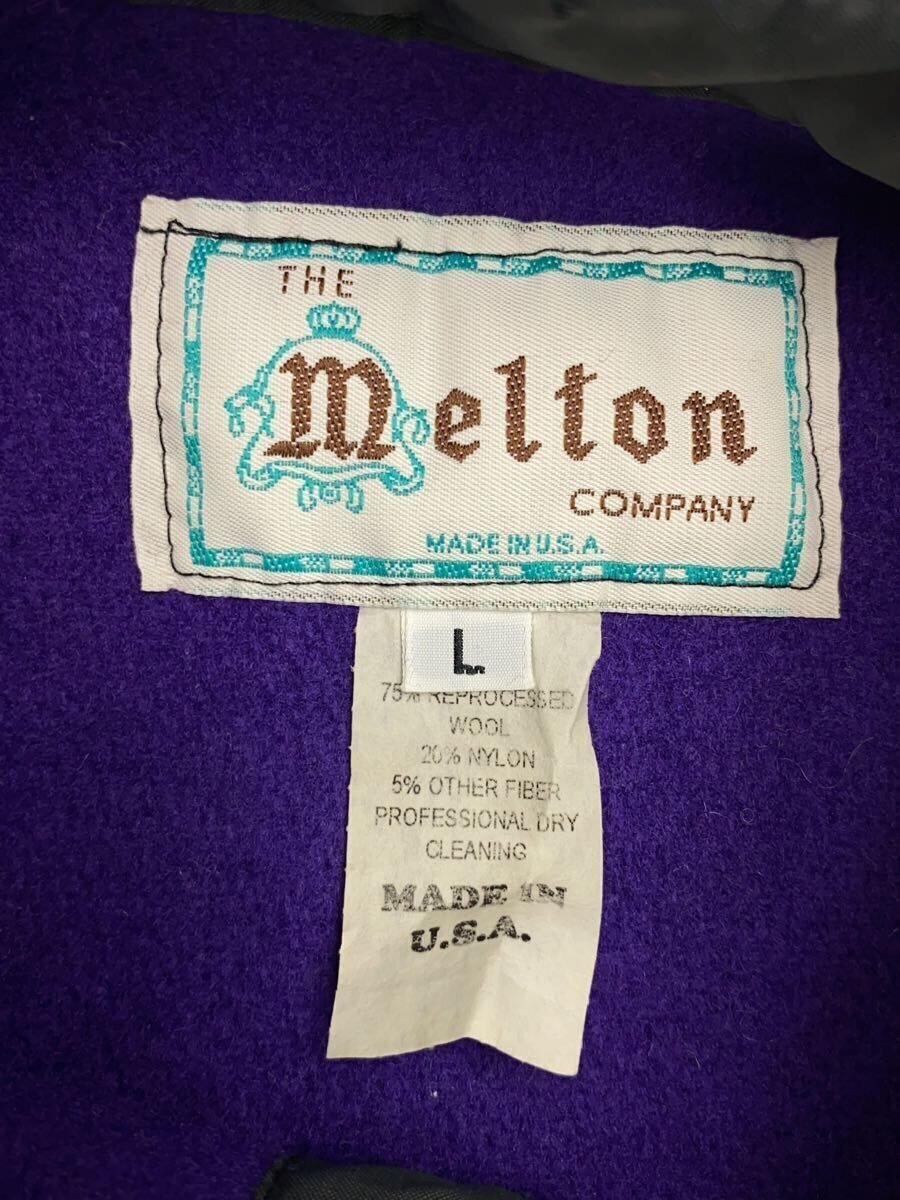 THE
Melton
COMPANY
MADE IN U.S.A.
L
75% REPROCESSED
WOOL
20% NYLON
5% OTHER FIBER
PROFESSIONAL DRY
CLEANING
MADE IN
U.S.A.